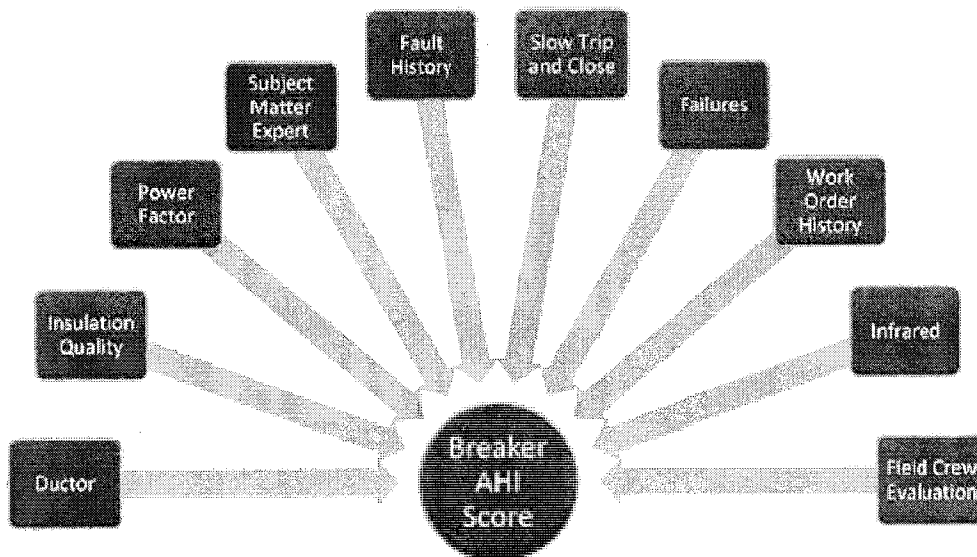 Fault
History
Slow Trip
and Close
Subject
Matter
Expert
Failures
Power
Factor
Work
Order
History
Insulation
Quality
Infrared
Ductor
Breaker
AHI
Score
Field Crew
Evaluation